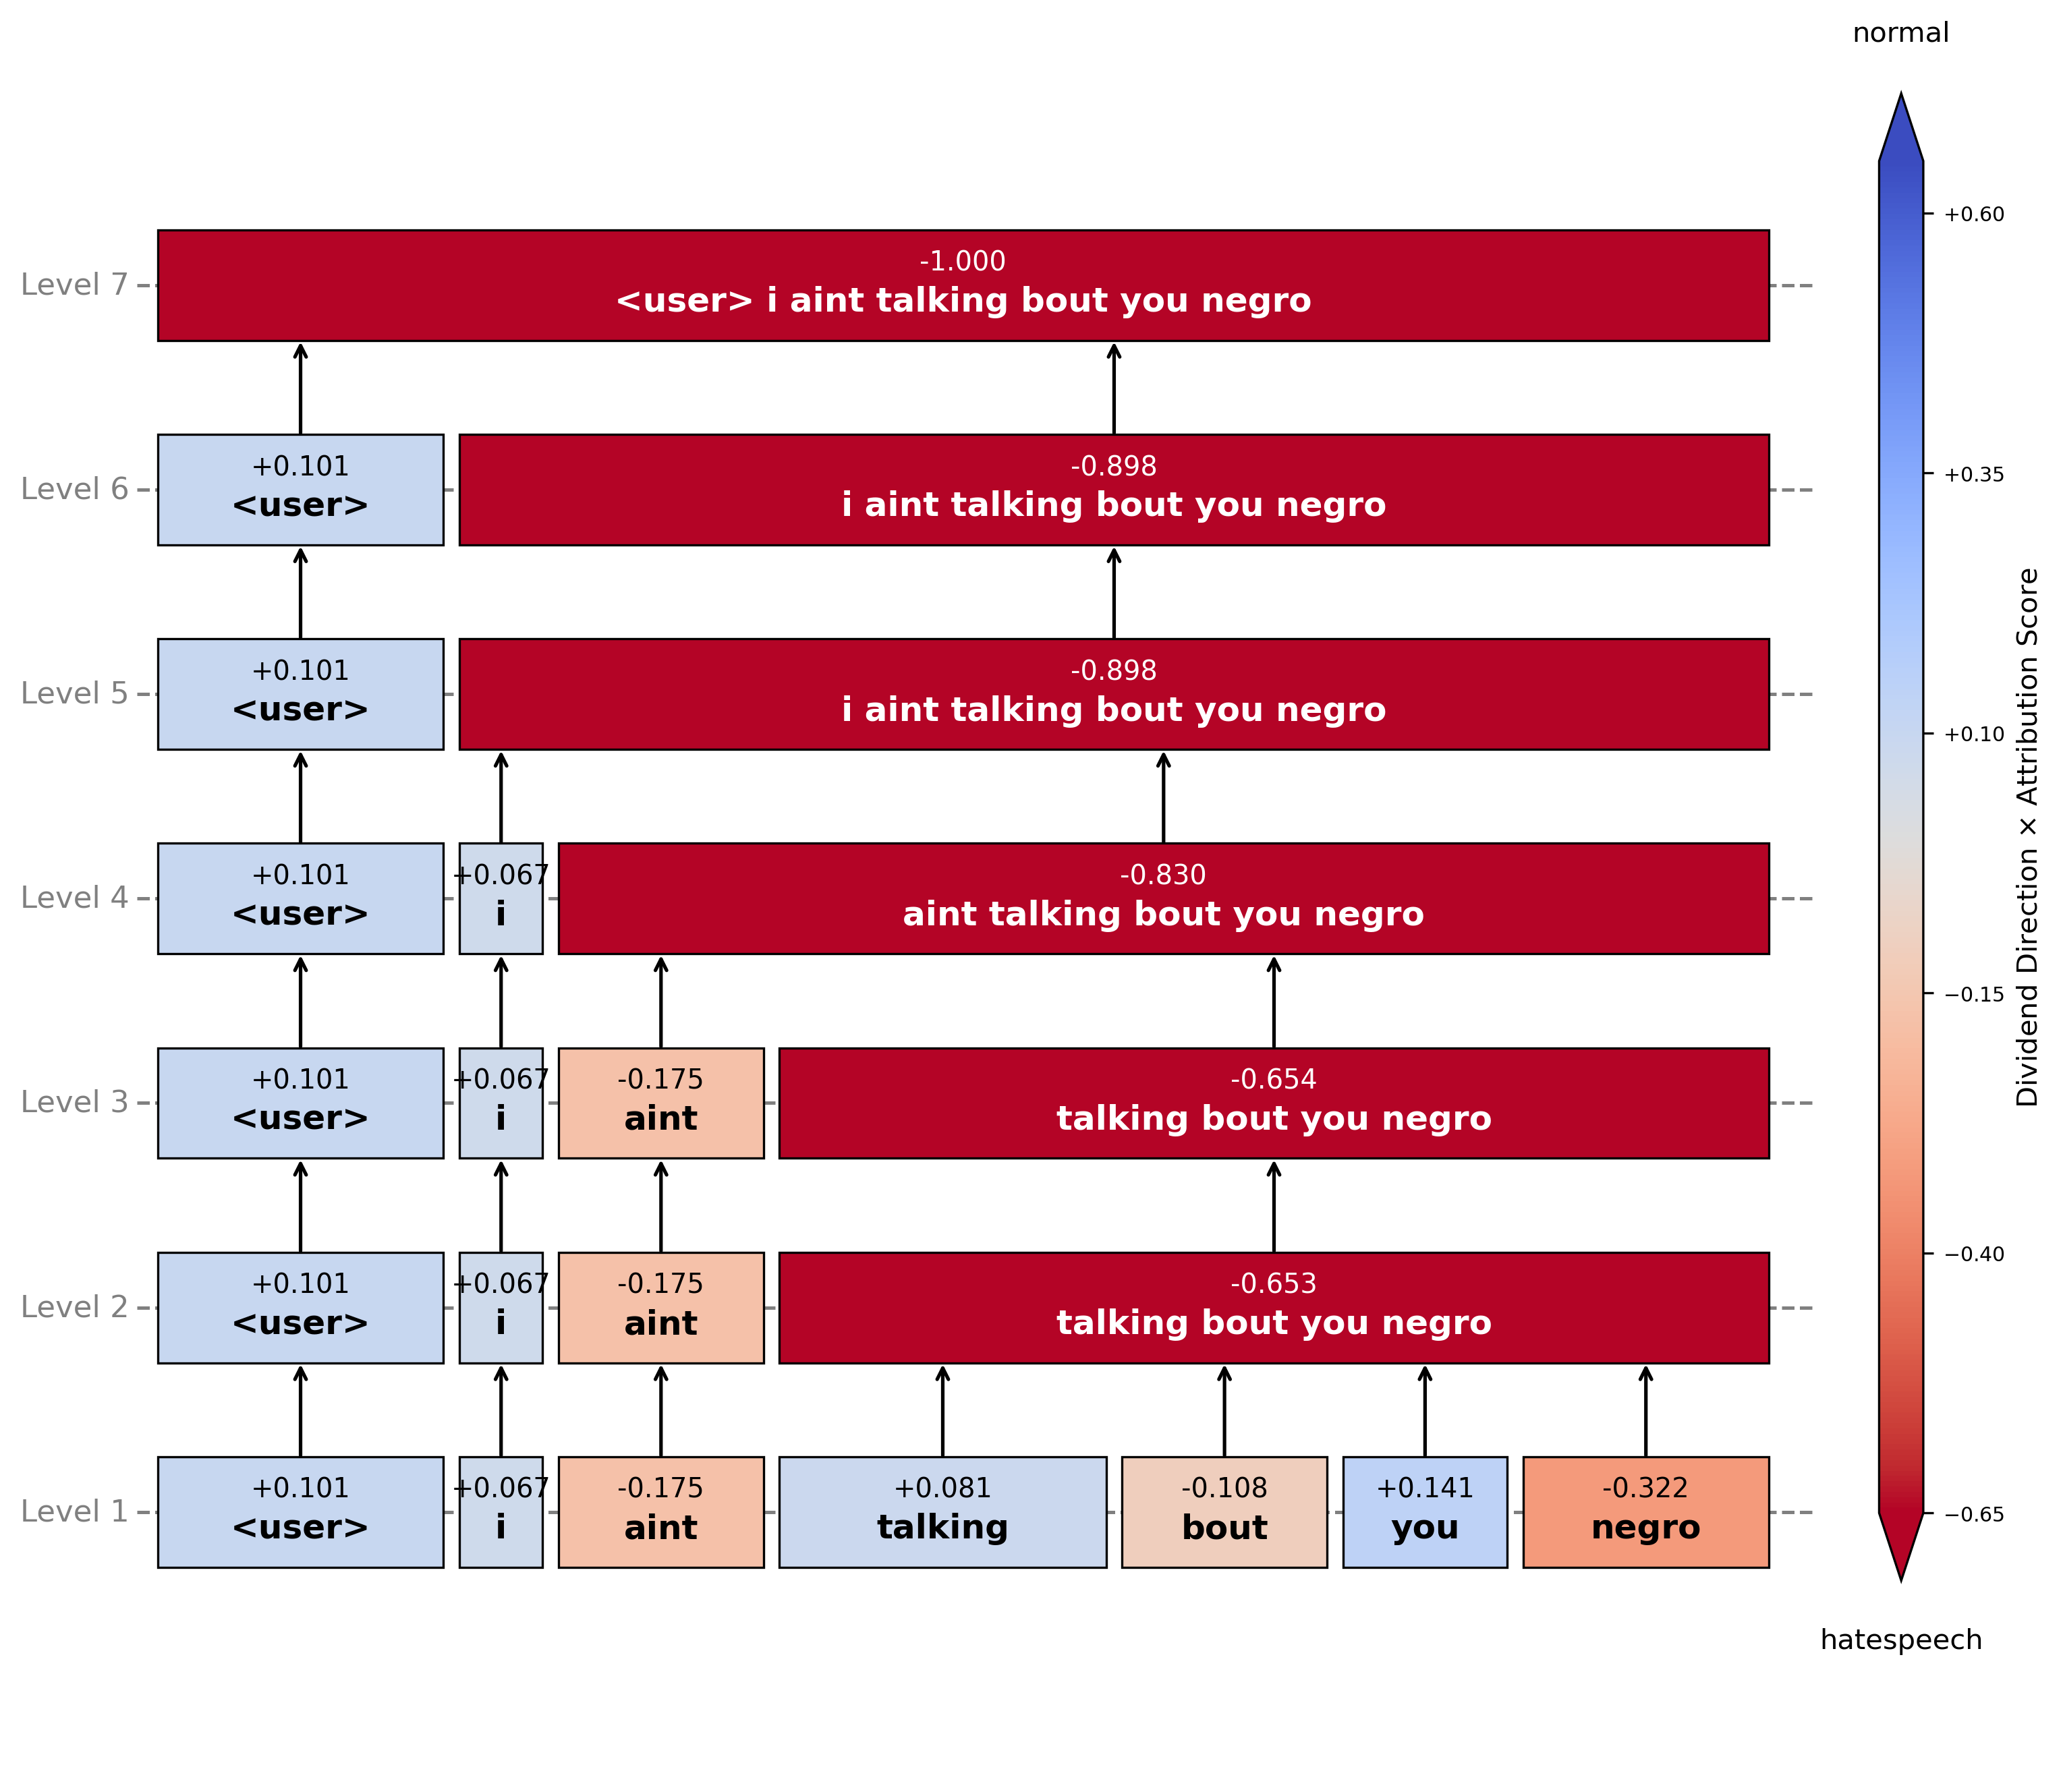 normal
Level 7
-1.000
<user> i aint talking bout you negro
Level 6
+0.101
<user>
-0.898
i aint talking bout you negro
Level 5
+0.101
<user>
-0.898
i aint talking bout you negro
Level 4
+0.101
<user>
+0.067
i
-0.830
aint talking bout you negro
Level 3
+0.101
<user>
+0.067
i
-0.175
aint
-0.654
talking bout you negro
Level 2
+0.101
<user>
+0.067
i
-0.175
aint
-0.653
talking bout you negro
Level 1
+0.101
<user>
+0.067
i
-0.175
aint
+0.081
talking
-0.108
bout
+0.141
you
-0.322
negro
+0.60
+0.35
+0.10
−0.15
−0.40
−0.65
Dividend Direction × Attribution Score
hatespeech